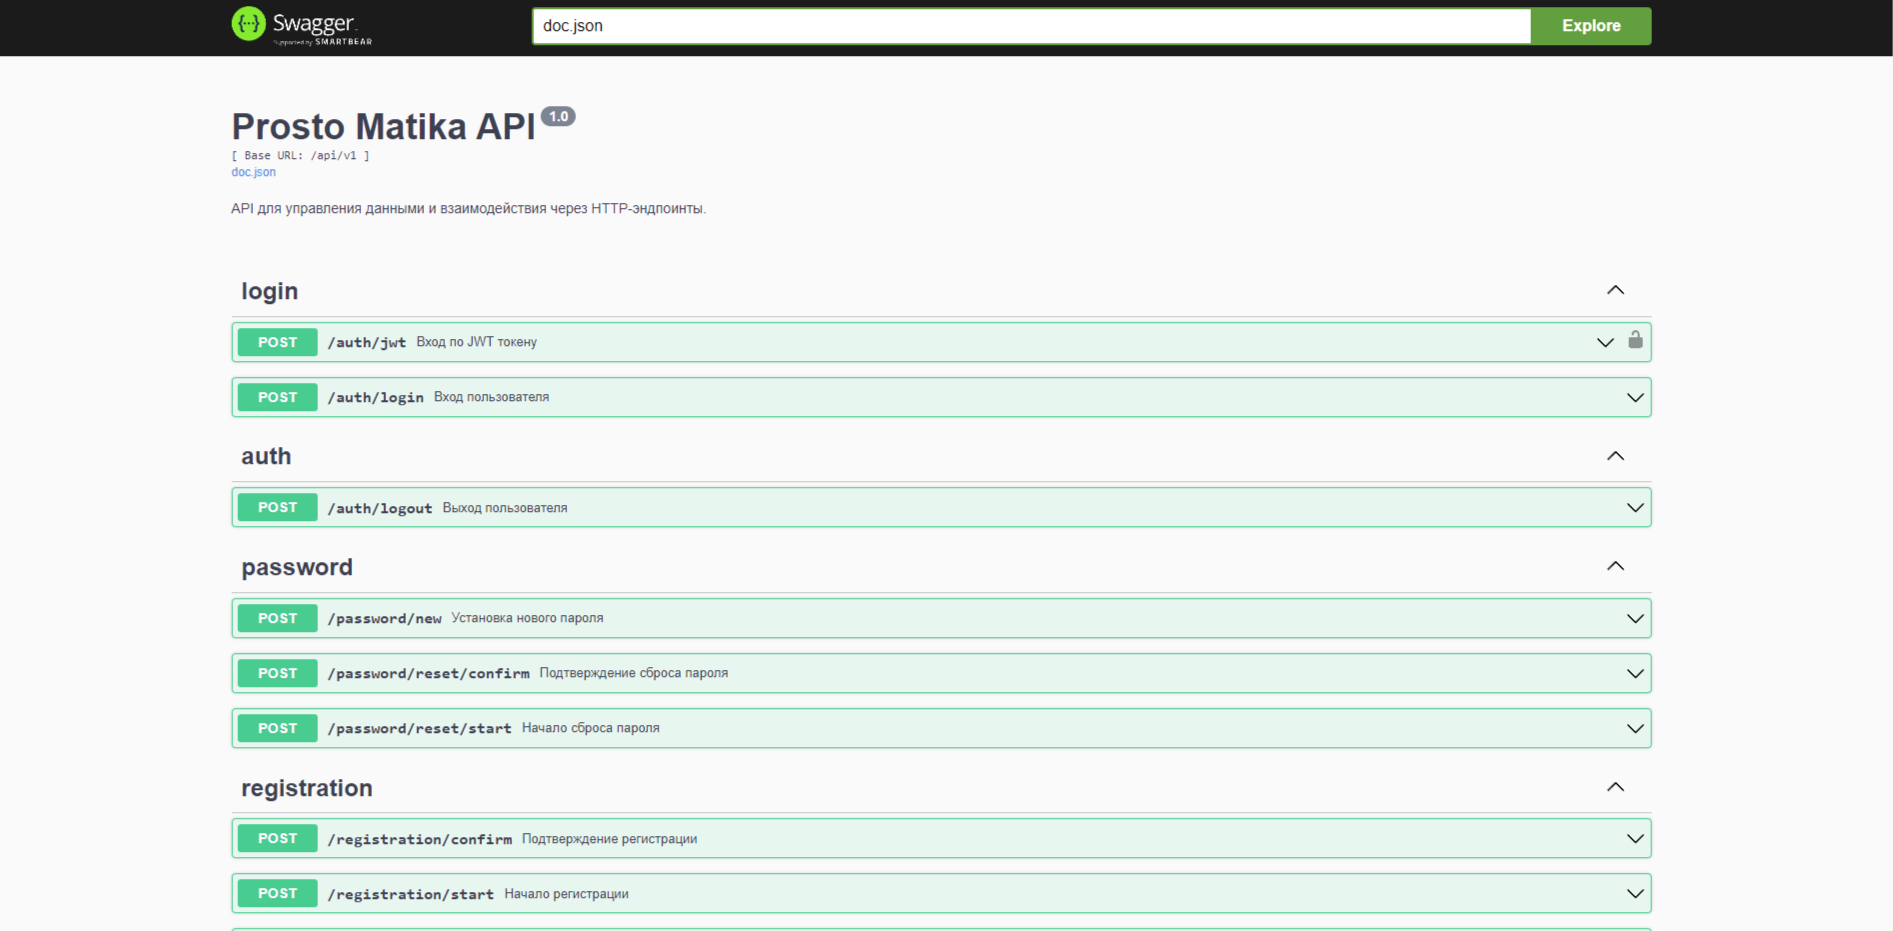 Swagger
Supported by SMARTBEAR
doc.json
Explore
Prosto Matika API 1.0
[ Base URL: /api/v1 ]
doc.json
API для управления данными и взаимодействия через HTTP-эндпоинты.
login
POST /auth/jwt Вход по JWT токену
POST /auth/login Вход пользователя
auth
POST /auth/logout Выход пользователя
password
POST /password/new Установка нового пароля
POST /password/reset/confirm Подтверждение сброса пароля
POST /password/reset/start Начало сброса пароля
registration
POST /registration/confirm Подтверждение регистрации
POST /registration/start Начало регистрации